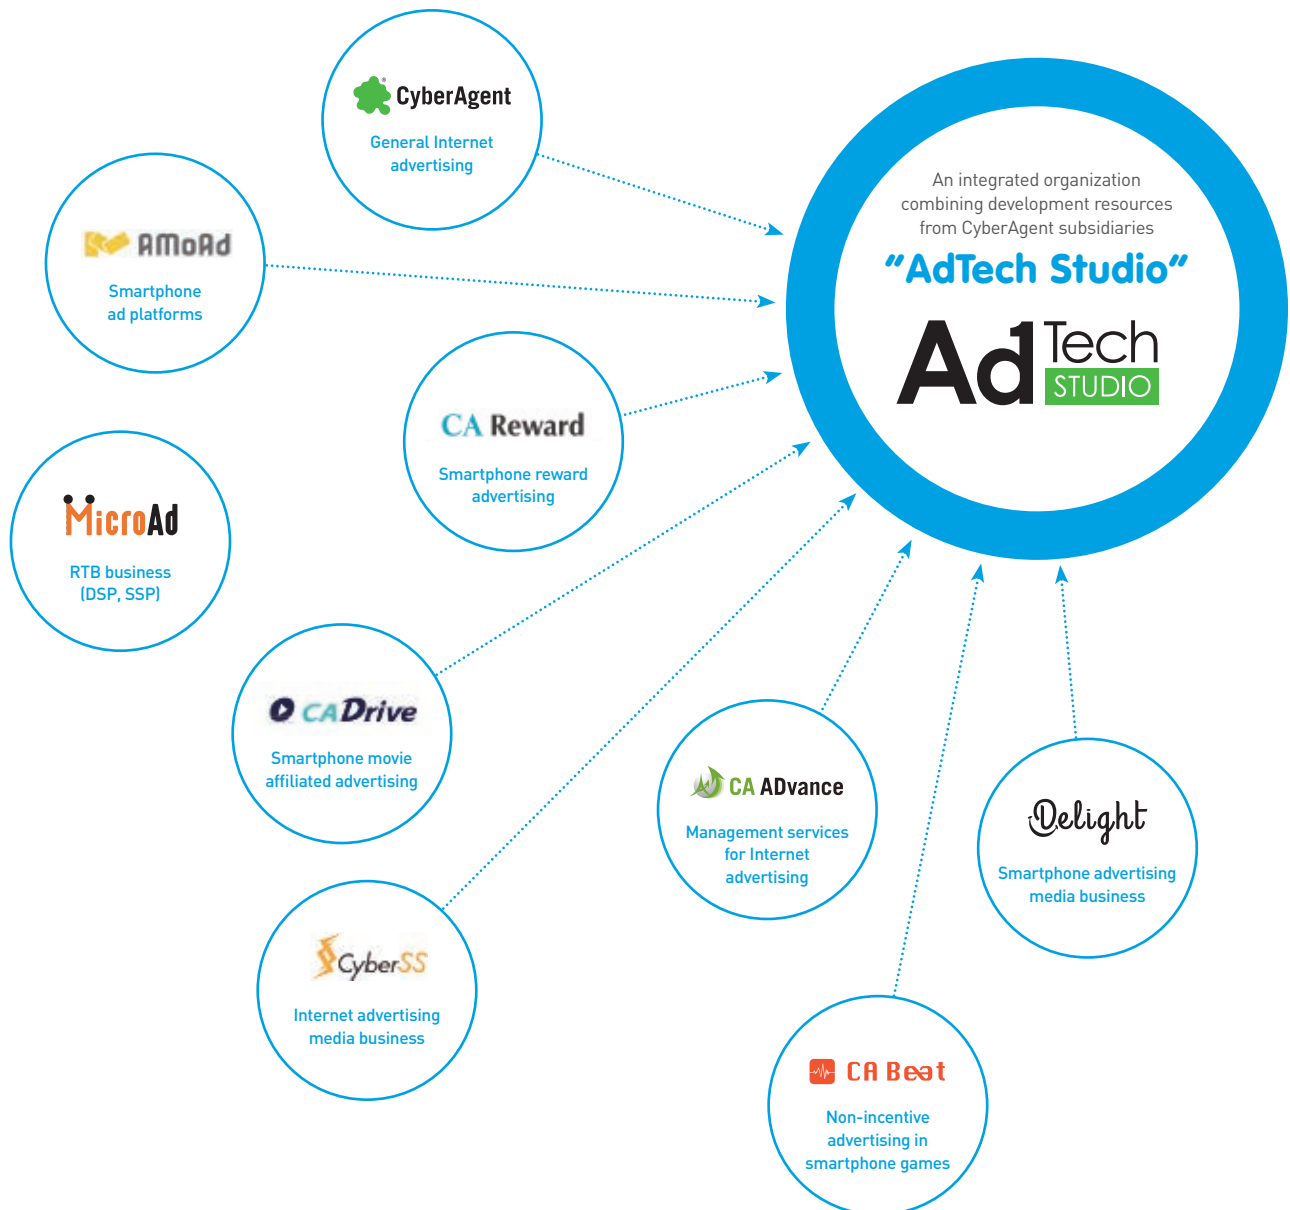 CyberAgent
General Internet
advertising
An integrated organization
combining development resources
from CyberAgent subsidiaries
"AdTech Studio"
Ad Tech
STUDIO
AMoAd
Smartphone
ad platforms
CA Reward
Smartphone reward
advertising
MicroAd
RTB business
(DSP, SSP)
CA Drive
Smartphone movie
affiliated advertising
CA ADvance
Management services
for Internet
advertising
Delight
Smartphone advertising
media business
CyberSS
Internet advertising
media business
CA Beat
Non-incentive
advertising in
smartphone games